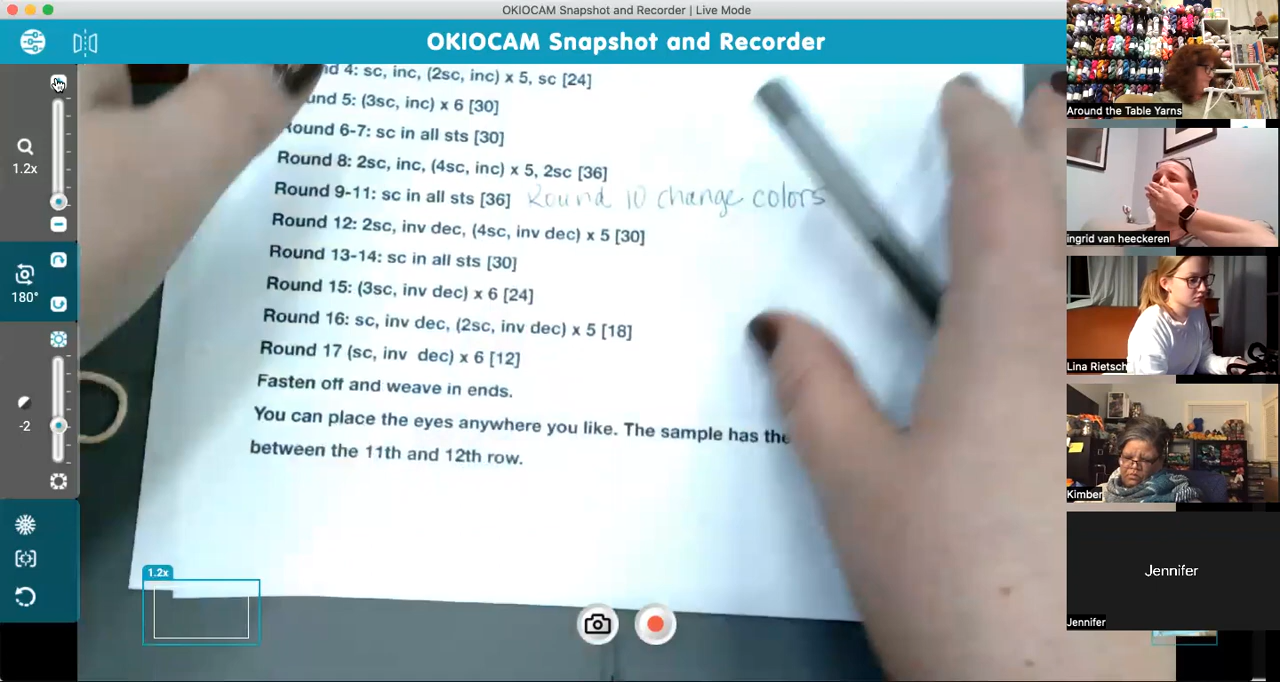 OKIOCAM Snapshot and Recorder | Live Mode
OKIOCAM Snapshot and Recorder
4: sc, inc, (2sc, inc) x 5, sc [24]
5: (3sc, inc) x 6 [30]
Round 6-7: sc in all sts [30]
Round 8: 2sc, inc, (4sc, inc) x 5, 2sc [36]
Round 9-11: sc in all sts [36] Round 10 change colors
Round 12: 2sc, inv dec, (4sc, inv dec) x 5 [30]
Round 13-14: sc in all sts [30]
Round 15: (3sc, inv dec) x 6 [24]
Round 16: sc, inv dec, (2sc, inv dec) x 5 [18]
Round 17 (sc, inv dec) x 6 [12]
Fasten off and weave in ends.
You can place the eyes anywhere you like. The sample has the
between the 11th and 12th row.
1.2x
180°
-2
1.2x
Around the Table Yarns
ingrid van heeckeren
Lina Rietsch
Kimber
Jennifer
Jennifer